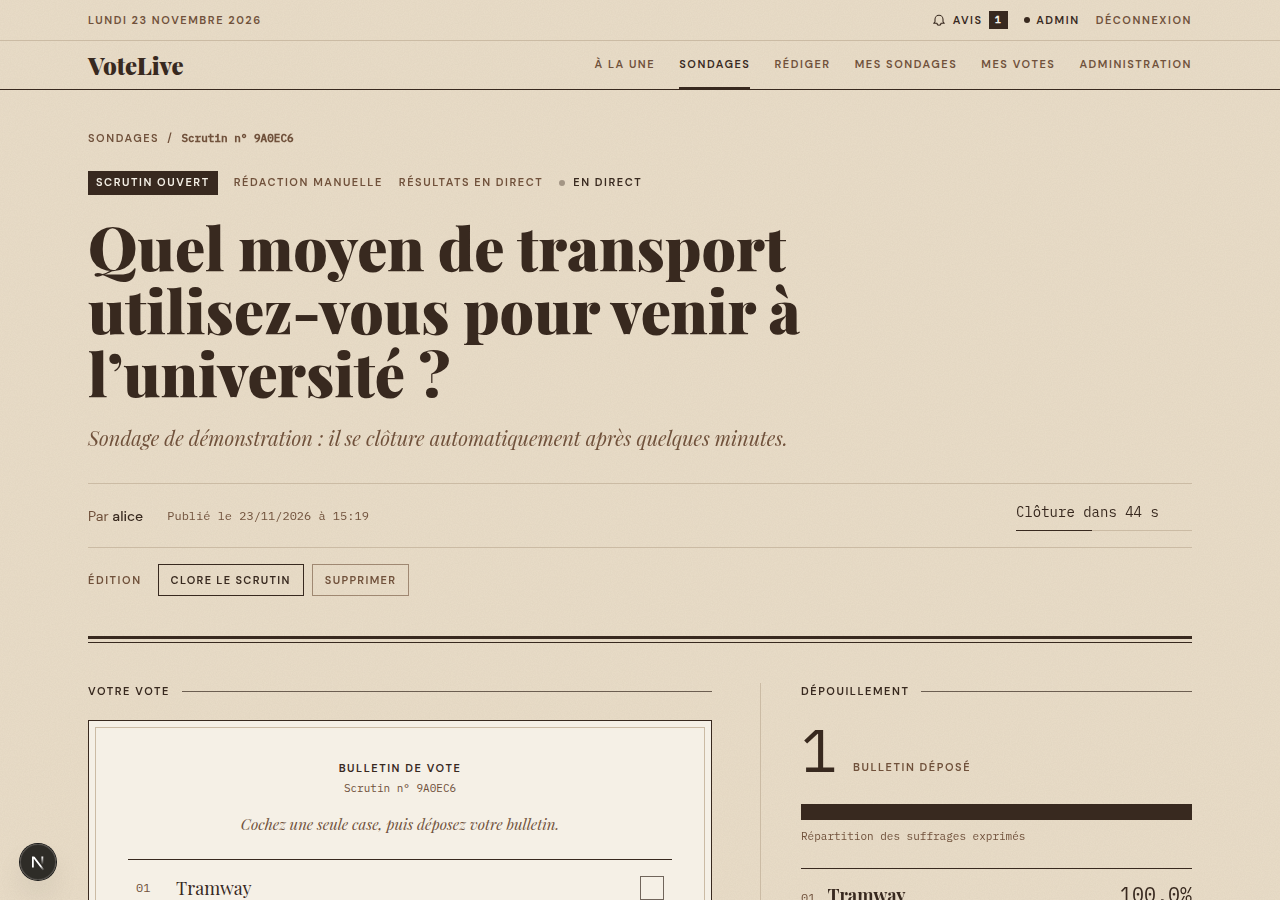 LUNDI 23 NOVEMBRE 2026
AVIS 1 ADMIN DÉCONNEXION
VoteLive
À LA UNE SONDAGES RÉDIGER MES SONDAGES MES VOTES ADMINISTRATION
SONDAGES / Scrutin n° 9A0EC6
SCRUTIN OUVERT RÉDACTION MANUELLE RÉSULTATS EN DIRECT EN DIRECT
Quel moyen de transport
utilisez-vous pour venir à
l’université ?
Sondage de démonstration : il se clôture automatiquement après quelques minutes.
Par alice Publié le 23/11/2026 à 15:19
Clôture dans 44 s
ÉDITION CLORE LE SCRUTIN SUPPRIMER
VOTRE VOTE
BULLETIN DE VOTE
Scrutin n° 9A0EC6
Cochez une seule case, puis déposez votre bulletin.
01 Tramway
DÉPOUILLEMENT
1 BULLETIN DÉPOSÉ
Répartition des suffrages exprimés
01 Tramway 100,0%
N